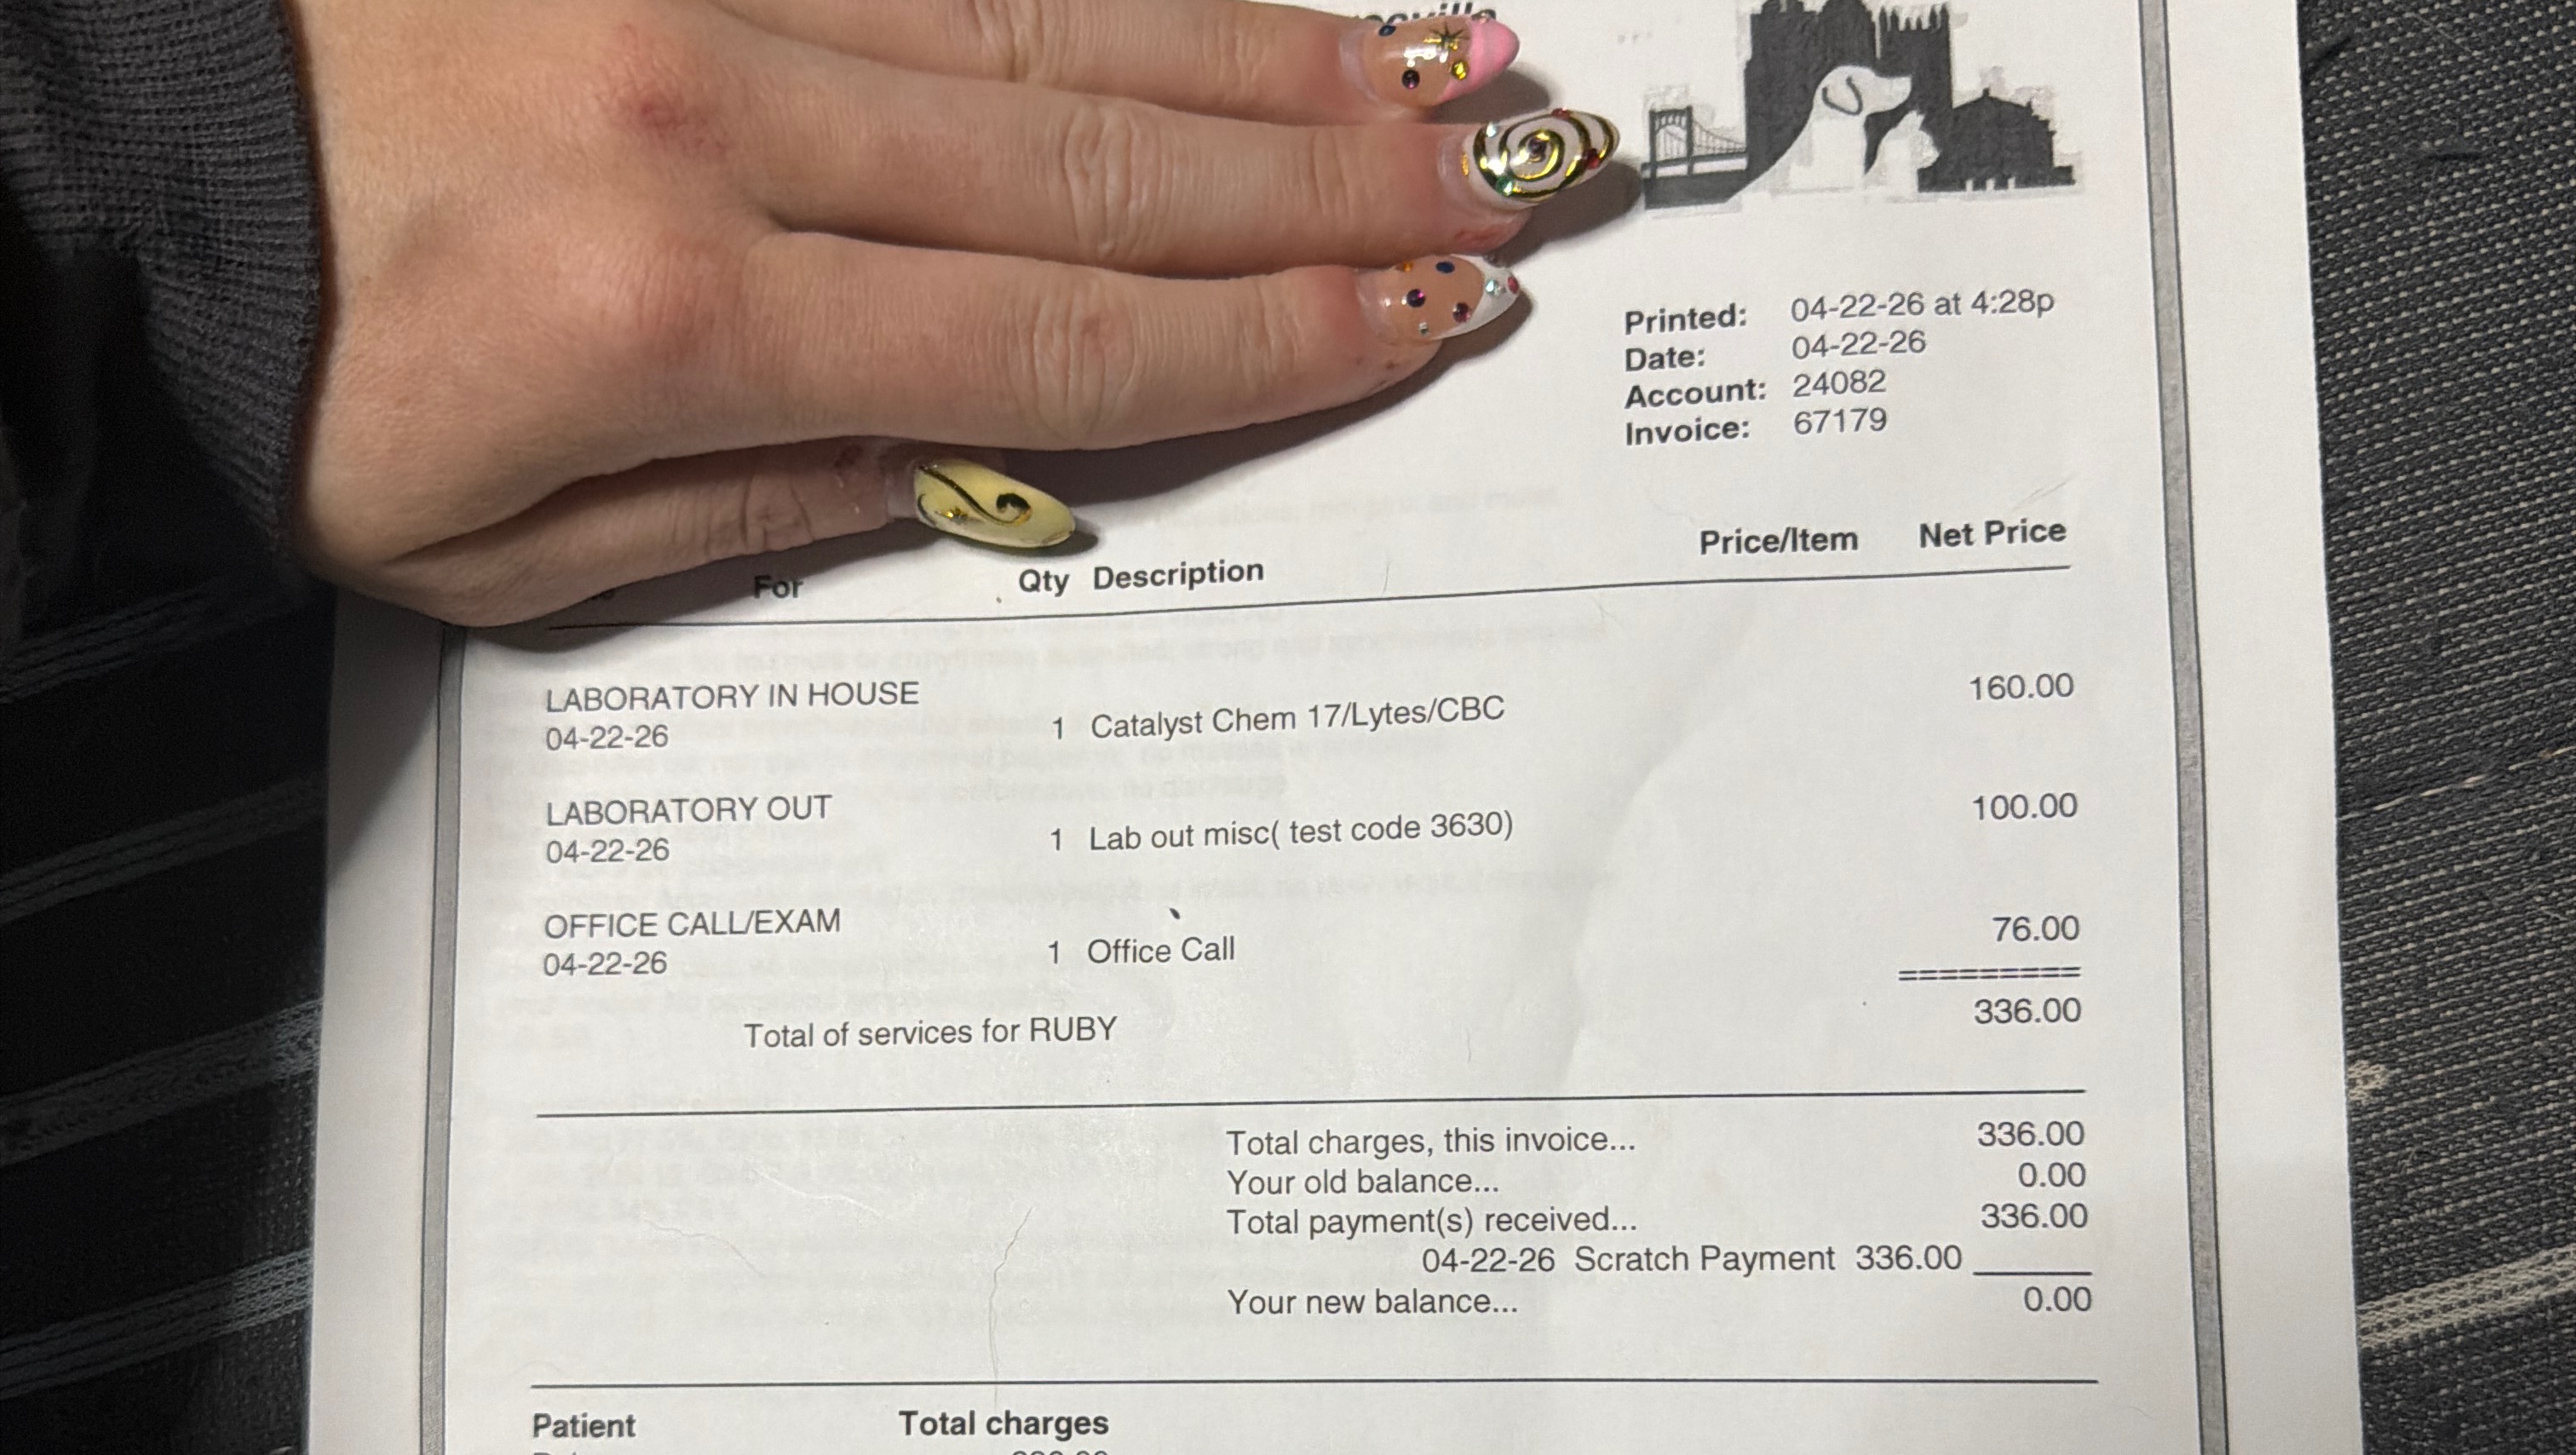 Printed: 04-22-26 at 4:28p
Date: 04-22-26
Account: 24082
Invoice: 67179
For Qty Description Price/Item Net Price
LABORATORY IN HOUSE
04-22-26 1 Catalyst Chem 17/Lytes/CBC 160.00
LABORATORY OUT
04-22-26 1 Lab out misc( test code 3630) 100.00
OFFICE CALL/EXAM
04-22-26 1 Office Call 76.00
=========
Total of services for RUBY 336.00
Total charges, this invoice... 336.00
Your old balance... 0.00
Total payment(s) received... 336.00
04-22-26 Scratch Payment 336.00
Your new balance... 0.00
Patient Total charges